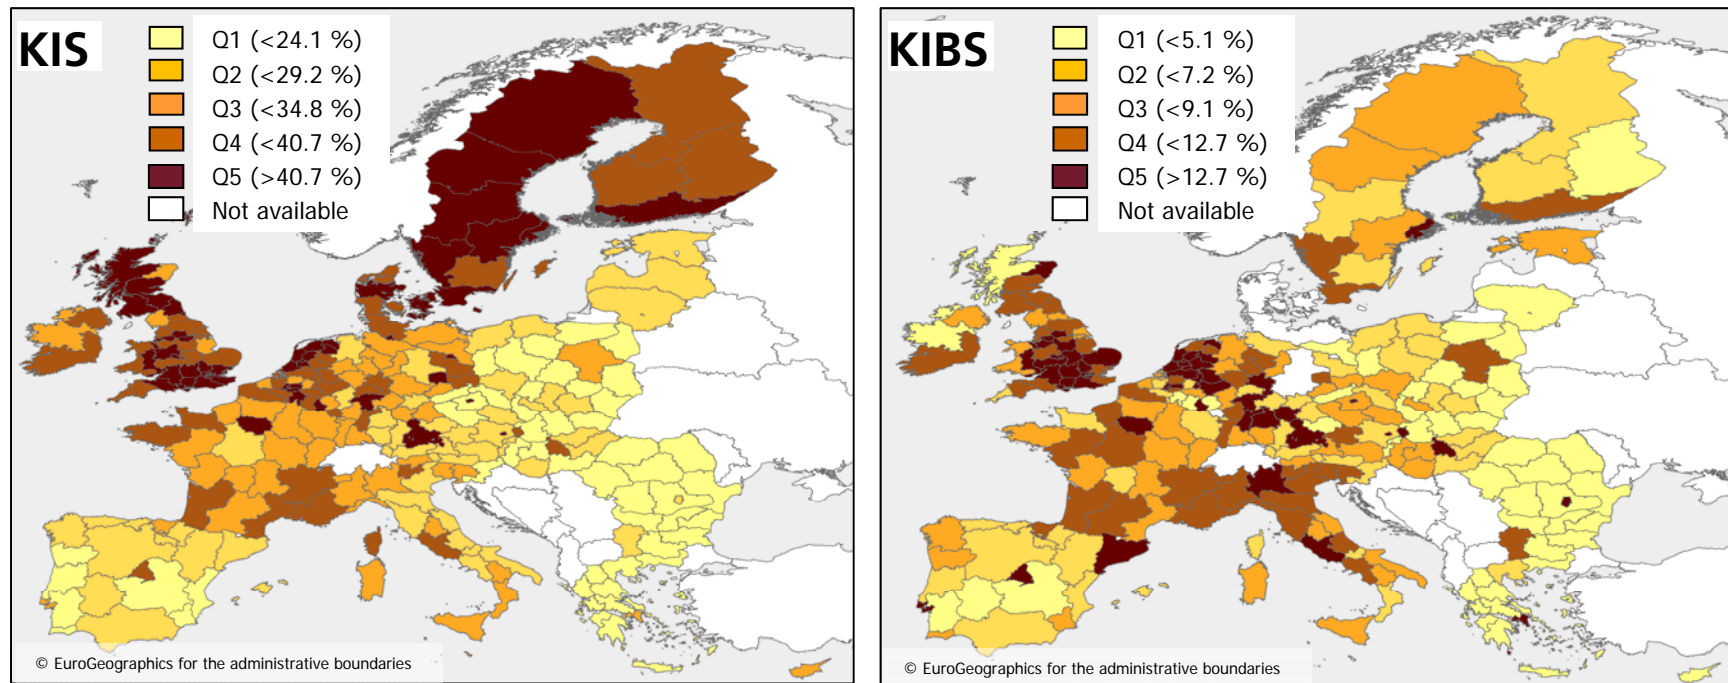 KIS
Q1 (<24.1 %)
Q2 (<29.2 %)
Q3 (<34.8 %)
Q4 (<40.7 %)
Q5 (>40.7 %)
Not available
© EuroGeographics for the administrative boundaries
KIBS
Q1 (<5.1 %)
Q2 (<7.2 %)
Q3 (<9.1 %)
Q4 (<12.7 %)
Q5 (>12.7 %)
Not available
© EuroGeographics for the administrative boundaries